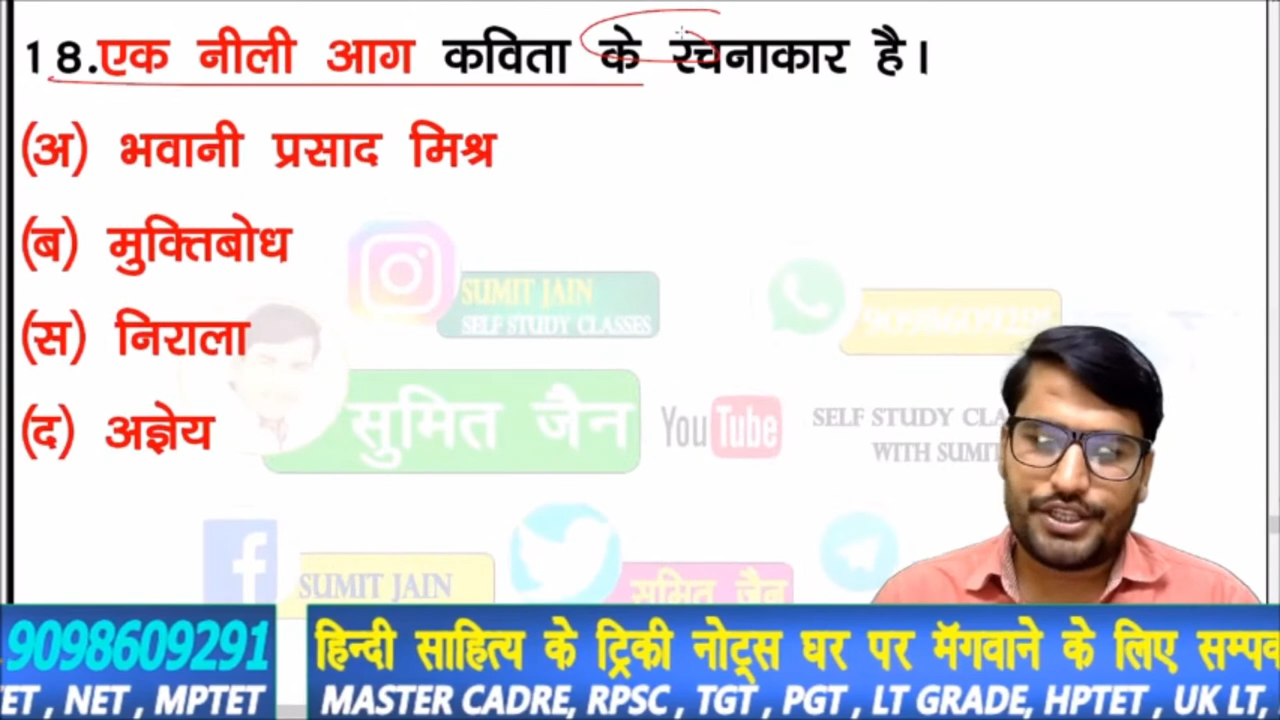 18.एक नीली आग कविता के रचनाकार है।
(अ) भवानी प्रसाद मिश्र
(ब) मुक्तिबोध
(स) निराला
(द) अज्ञेय
SUMIT JAIN
SELF STUDY CLASSES
9098609291
सुमित जैन
YouTube
SELF STUDY CLA
WITH SUMIT
SUMIT JAIN
सुमित जैन
9098609291
हिन्दी साहित्य के ट्रिकी नोट्स घर पर मॅगवाने के लिए सम्पर्क
ET , NET , MPTET
MASTER CADRE, RPSC , TGT , PGT , LT GRADE, HPTET , UK LT,